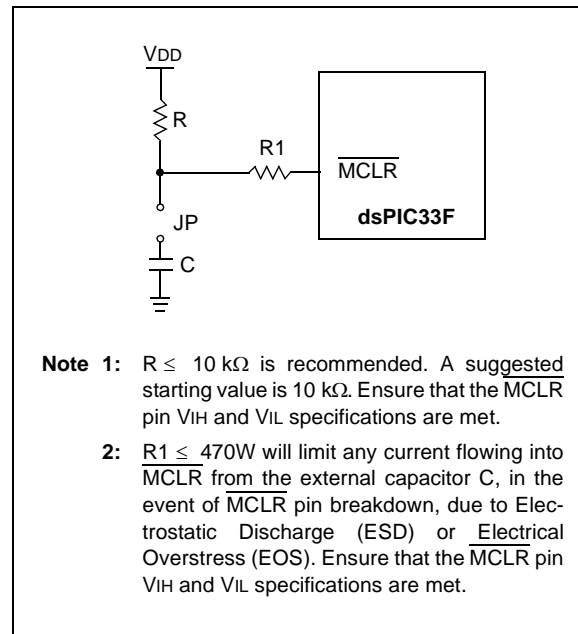 VDD
R
R1
MCLR
dsPIC33F
JP
C
Note 1: R ≤ 10 kΩ is recommended. A suggested
starting value is 10 kΩ. Ensure that the MCLR
pin VIH and VIL specifications are met.
2: R1 ≤ 470W will limit any current flowing into
MCLR from the external capacitor C, in the
event of MCLR pin breakdown, due to Elec-
trostatic Discharge (ESD) or Electrical
Overstress (EOS). Ensure that the MCLR pin
VIH and VIL specifications are met.